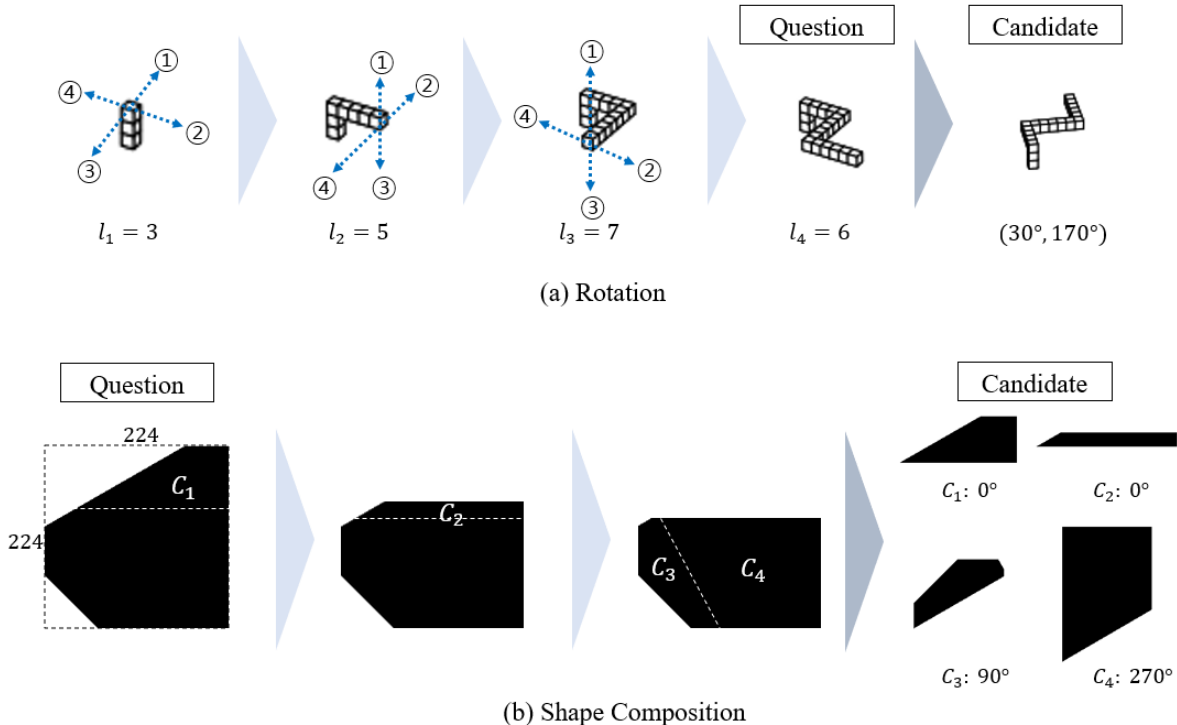 Question
Candidate
① 
④
②
③
①
②
④
③
①
④
②
③
l₁ = 3
l₂ = 5
l₃ = 7
l₄ = 6
(30°, 170°)
(a) Rotation
Question
Candidate
224
C₁
224
C₂
C₃
C₄
C₁: 0°
C₂: 0°
C₃: 90°
C₄: 270°
(b) Shape Composition